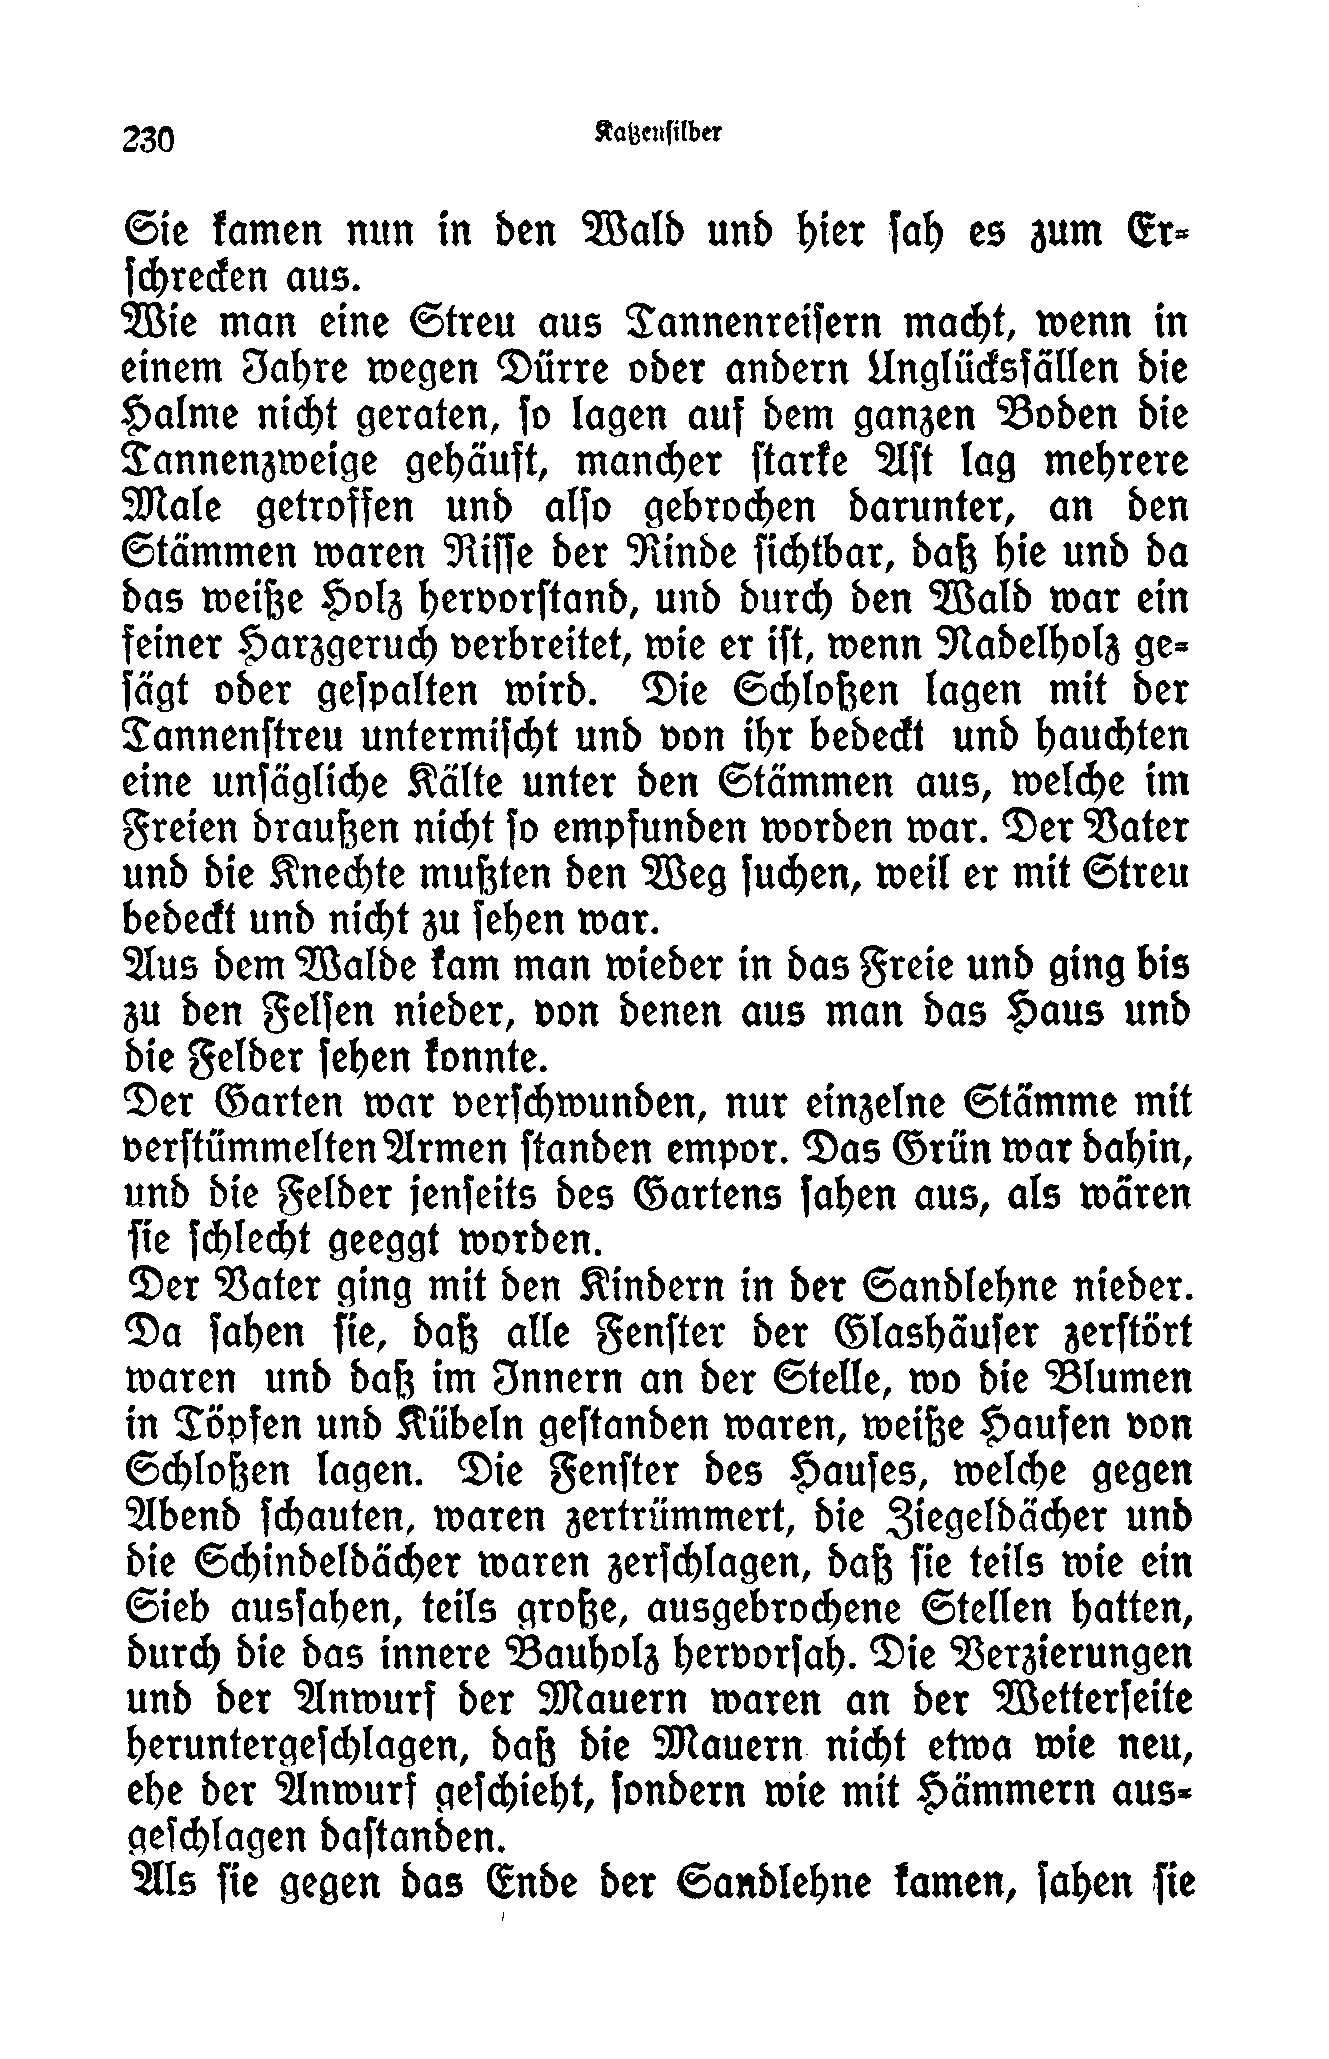 230
Katzensilber
Sie kamen nun in den Wald und hier sah es zum Er-
schrecken aus.
Wie man eine Streu aus Tannenreisern macht, wenn in
einem Jahre wegen Dürre oder andern Unglücksfällen die
Halme nicht geraten, so lagen auf dem ganzen Boden die
Tannenzweige gehäuft, mancher starke Ast lag mehrere
Male getroffen und also gebrochen darunter, an den
Stämmen waren Risse der Rinde sichtbar, daß hie und da
das weiße Holz hervorstand, und durch den Wald war ein
feiner Harzgeruch verbreitet, wie er ist, wenn Nadelholz ge-
sägt oder gespalten wird. Die Schloßen lagen mit der
Tannenstreu untermischt und von ihr bedeckt und hauchten
eine unsägliche Kälte unter den Stämmen aus, welche im
Freien draußen nicht so empfunden worden war. Der Vater
und die Knechte mußten den Weg suchen, weil er mit Streu
bedeckt und nicht zu sehen war.
Aus dem Walde kam man wieder in das Freie und ging bis
zu den Felsen nieder, von denen aus man das Haus und
die Felder sehen konnte.
Der Garten war verschwunden, nur einzelne Stämme mit
verstümmelten Armen standen empor. Das Grün war dahin,
und die Felder jenseits des Gartens sahen aus, als wären
sie schlecht geeggt worden.
Der Vater ging mit den Kindern in der Sandlehne nieder.
Da sahen sie, daß alle Fenster der Glashäuser zerstört
waren und daß im Innern an der Stelle, wo die Blumen
in Töpfen und Kübeln gestanden waren, weiße Haufen von
Schloßen lagen. Die Fenster des Hauses, welche gegen
Abend schauten, waren zertrümmert, die Ziegeldächer und
die Schindeldächer waren zerschlagen, daß sie teils wie ein
Sieb aussahen, teils große, ausgebrochene Stellen hatten,
durch die das innere Bauholz hervorsah. Die Verzierungen
und der Anwurf der Mauern waren an der Wetterseite
heruntergeschlagen, daß die Mauern nicht etwa wie neu,
ehe der Anwurf geschieht, sondern wie mit Hämmern aus-
geschlagen dastanden.
Als sie gegen das Ende der Sandlehne kamen, sahen sie